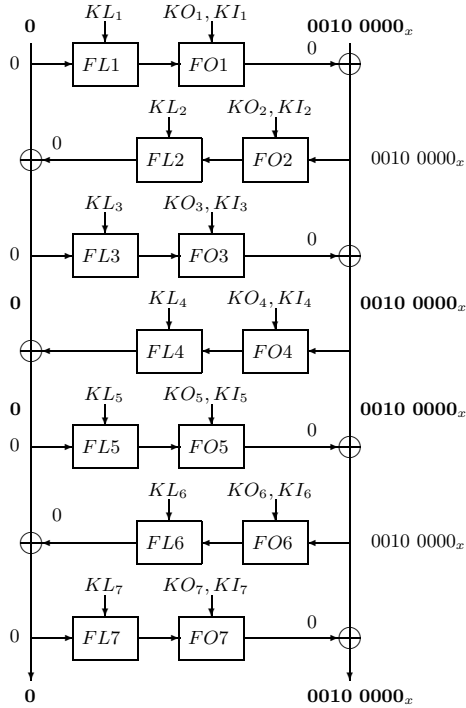 0 KL1 KO1, KI1 0010 0000x
0 FL1 FO1 0
0 KL2 KO2, KI2
FL2 FO2 0010 0000x
KL3 KO3, KI3
0 FL3 FO3 0
0 KL4 KO4, KI4 0010 0000x
FL4 FO4
0 KL5 KO5, KI5 0010 0000x
0 FL5 FO5 0
0 KL6 KO6, KI6
FL6 FO6 0010 0000x
KL7 KO7, KI7
0 FL7 FO7 0
0 0010 0000x